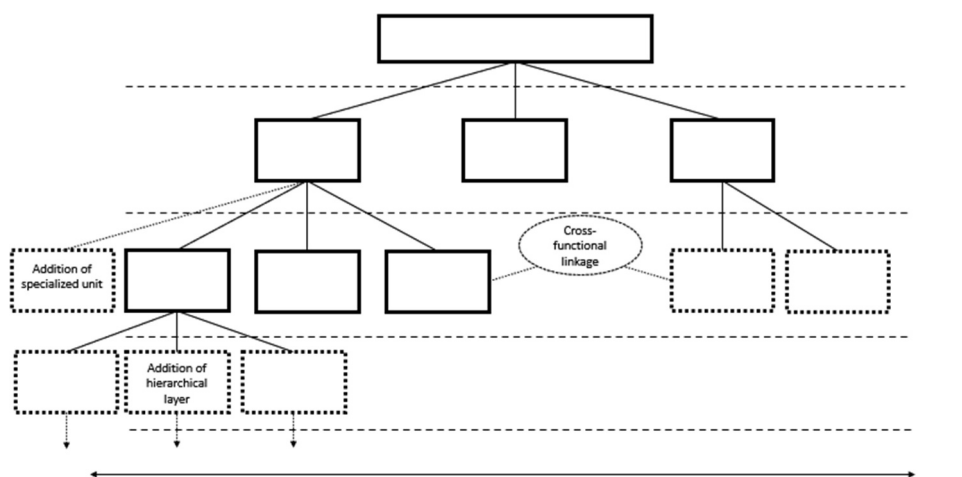 Cross-
functional
linkage
Addition of
specialized unit
Addition of
hierarchical
layer